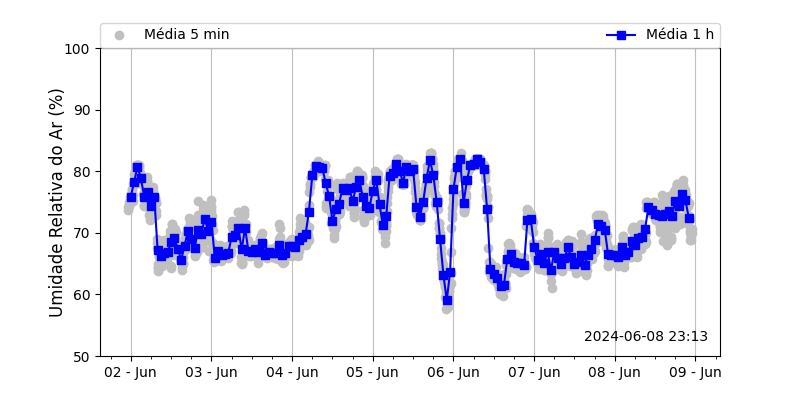 Média 5 min
Média 1 h
Umidade Relativa do Ar (%)
100
90
80
70
60
50
2024-06-08 23:13
02 - Jun
03 - Jun
04 - Jun
05 - Jun
06 - Jun
07 - Jun
08 - Jun
09 - Jun